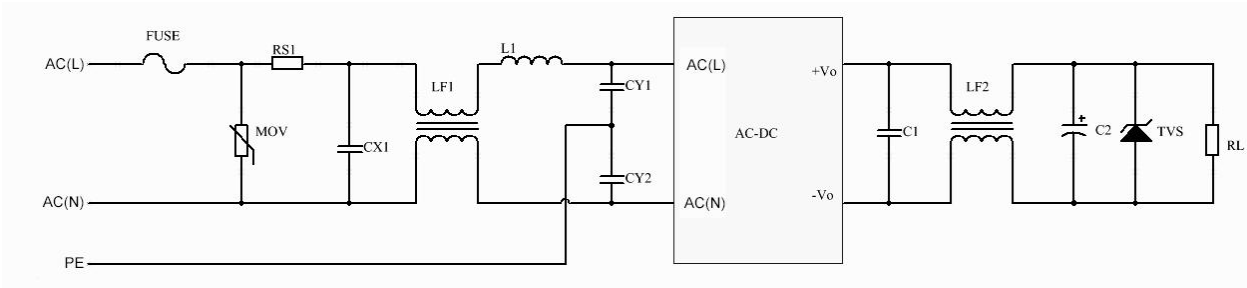 FUSE
AC(L)
RS1
MOV
CX1
LF1
L1
CY1
CY2
AC(N)
PE
AC(L)
AC-DC
AC(N)
+Vo
-Vo
C1
LF2
+
C2
TVS
RL